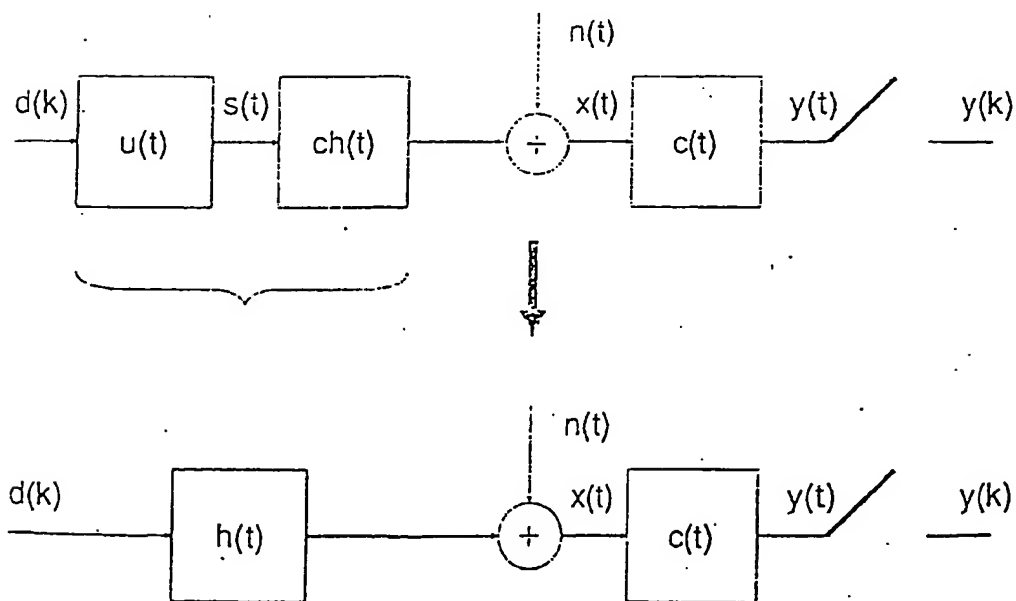 n(t)
d(k) s(t) x(t) y(t) y(k)
u(t) ch(t) ÷ c(t)
n(t)
d(k) x(t) y(t) y(k)
h(t) ÷ c(t)